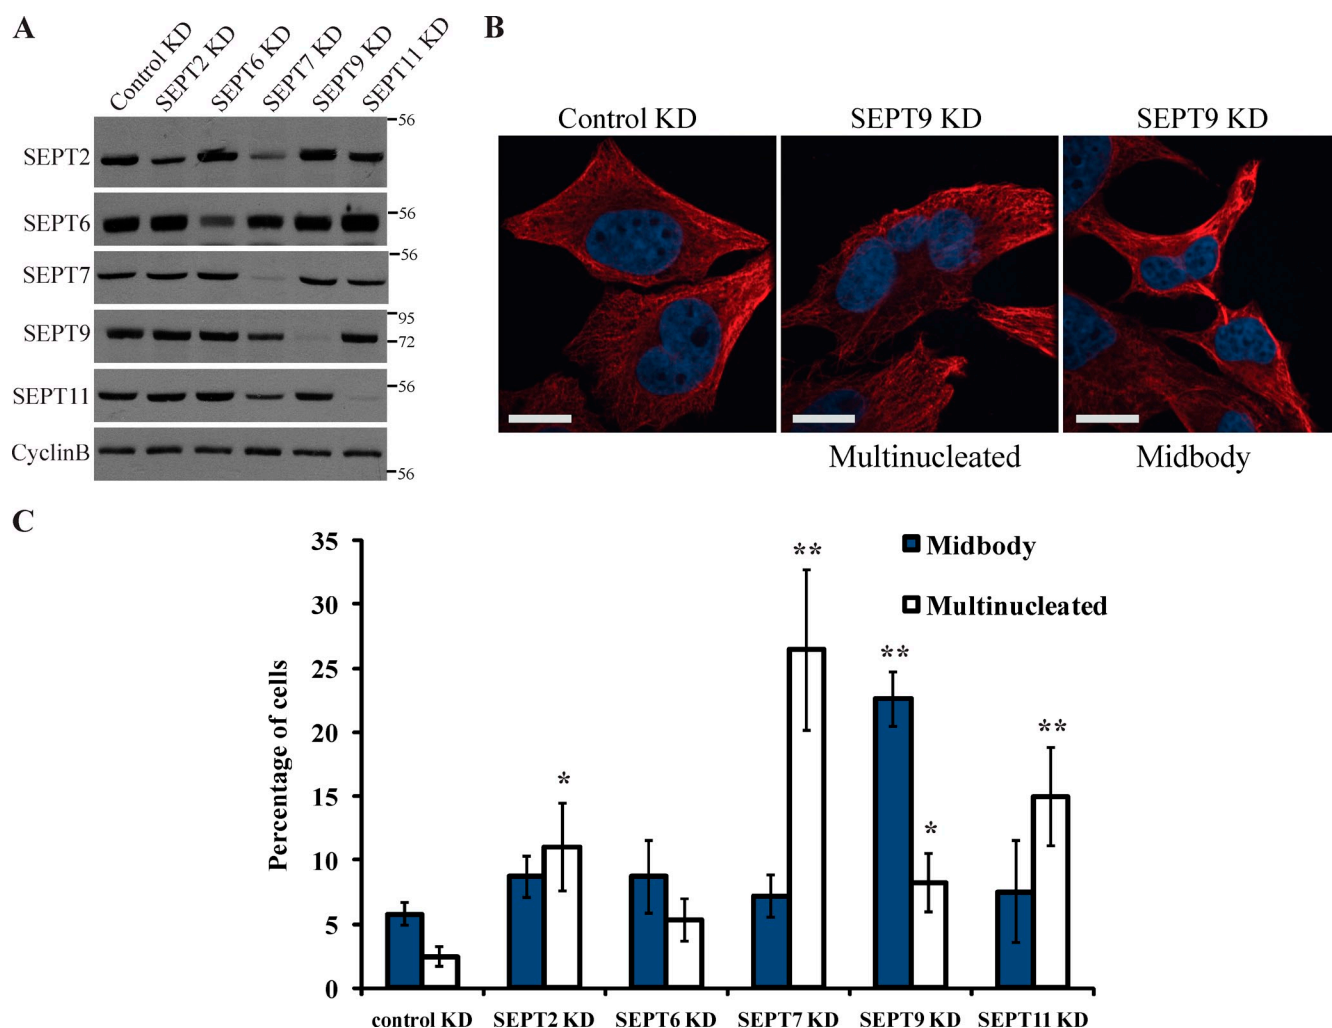 A
Control KD
SEPT2 KD
SEPT6 KD
SEPT7 KD
SEPT9 KD
SEPT11 KD
SEPT2
56
SEPT6
56
SEPT7
56
SEPT9
95
72
SEPT11
56
CyclinB
56
B
Control KD
SEPT9 KD
SEPT9 KD
Multinucleated
Midbody
C
Percentage of cells
35
30
25
20
15
10
5
0
**
**
*
*
**
Midbody
Multinucleated
control KD
SEPT2 KD
SEPT6 KD
SEPT7 KD
SEPT9 KD
SEPT11 KD